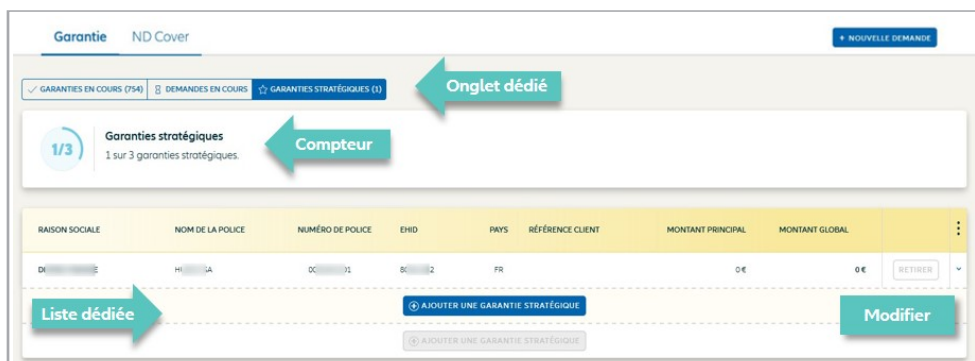 Garantie ND Cover + NOUVELLE DEMANDE
GARANTIES EN COURS (754) DEMANDES EN COURS GARANTIES STRATÉGIQUES (1) Onglet dédié
1/3 Garanties stratégiques
1 sur 3 garanties stratégiques.
Compteur
RAISON SOCIALE NOM DE LA POLICE NUMÉRO DE POLICE EHID PAYS RÉFÉRENCE CLIENT MONTANT PRINCIPAL MONTANT GLOBAL
FR 0 € 0 € RETIRER
Liste dédiée + AJOUTER UNE GARANTIE STRATÉGIQUE Modifier
+ AJOUTER UNE GARANTIE STRATÉGIQUE